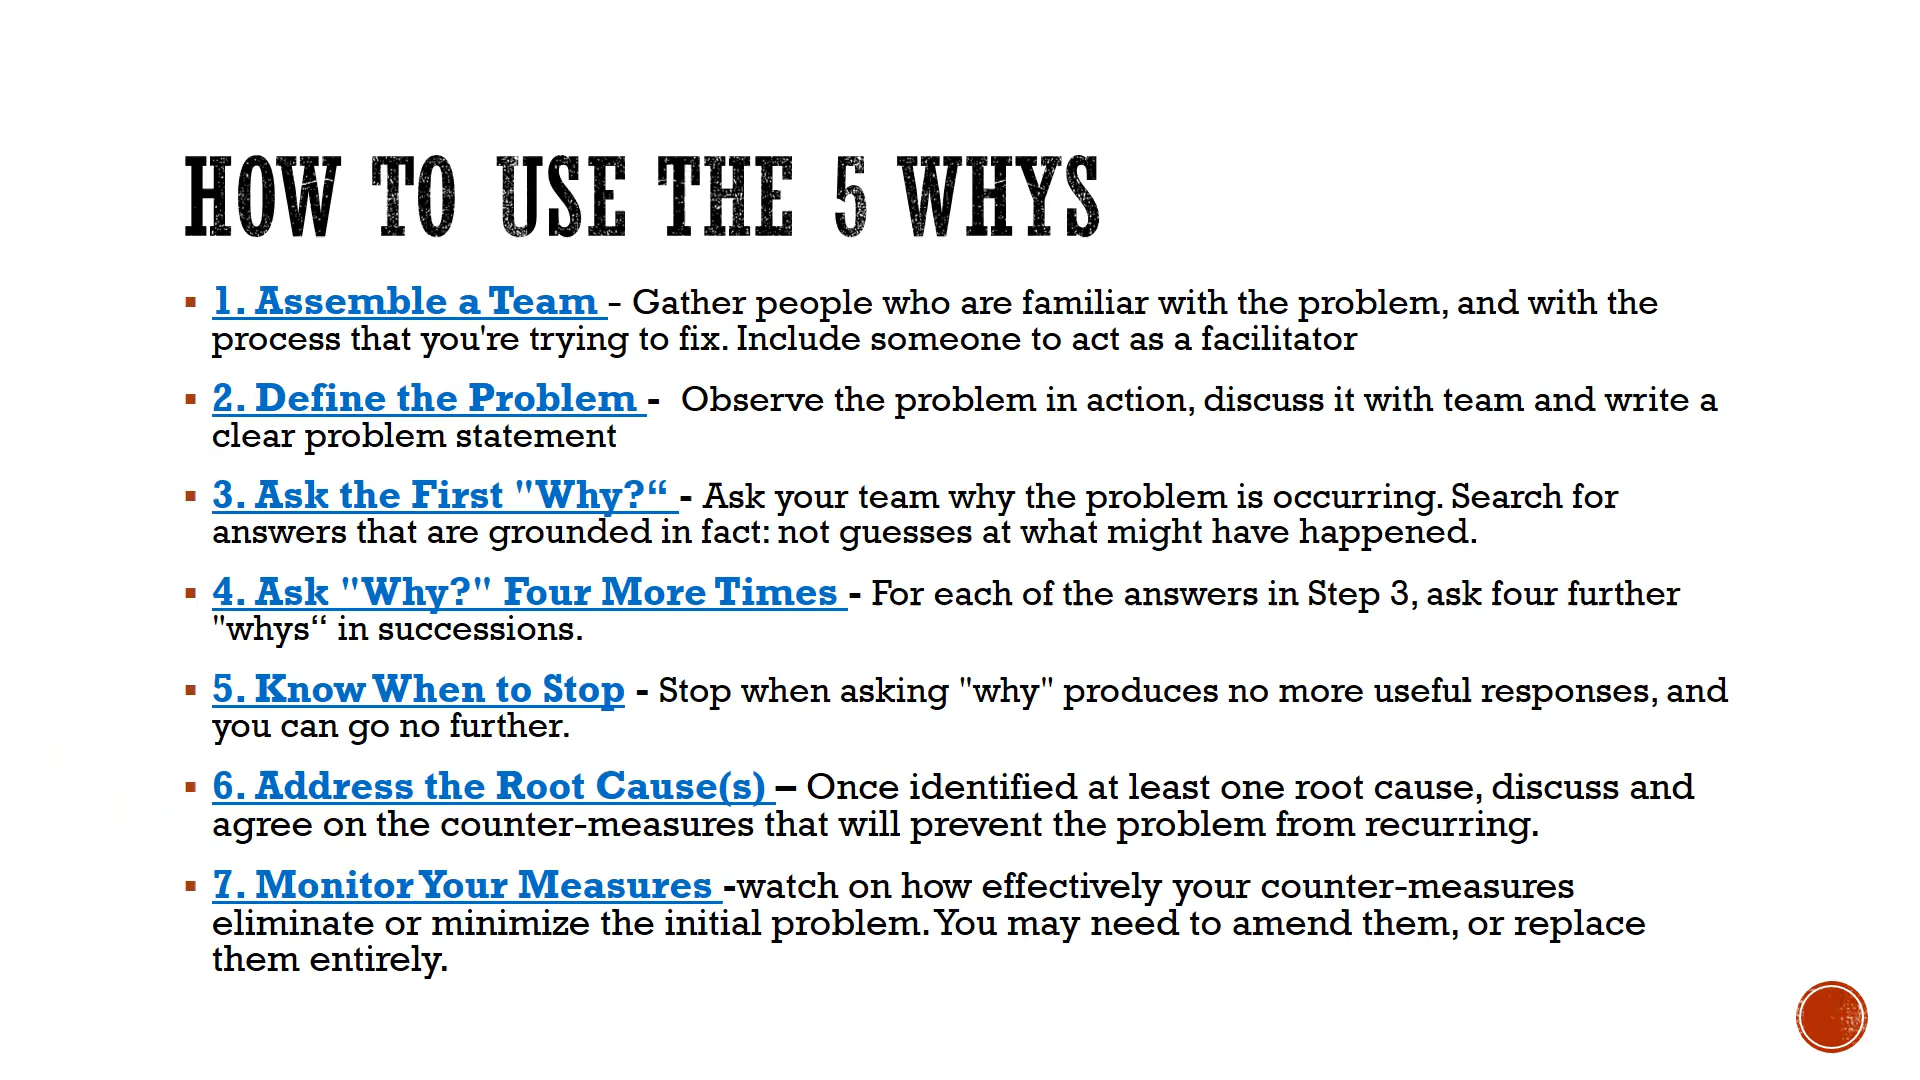 HOW TO USE THE 5 WHYS
1. Assemble a Team – Gather people who are familiar with the problem, and with the
process that you're trying to fix. Include someone to act as a facilitator
2. Define the Problem - Observe the problem in action, discuss it with team and write a
clear problem statement
3. Ask the First "Why?“ - Ask your team why the problem is occurring. Search for
answers that are grounded in fact: not guesses at what might have happened.
4. Ask "Why?" Four More Times - For each of the answers in Step 3, ask four further
"whys“ in successions.
5. Know When to Stop - Stop when asking "why" produces no more useful responses, and
you can go no further.
6. Address the Root Cause(s) – Once identified at least one root cause, discuss and
agree on the counter-measures that will prevent the problem from recurring.
7. Monitor Your Measures -watch on how effectively your counter-measures
eliminate or minimize the initial problem. You may need to amend them, or replace
them entirely.